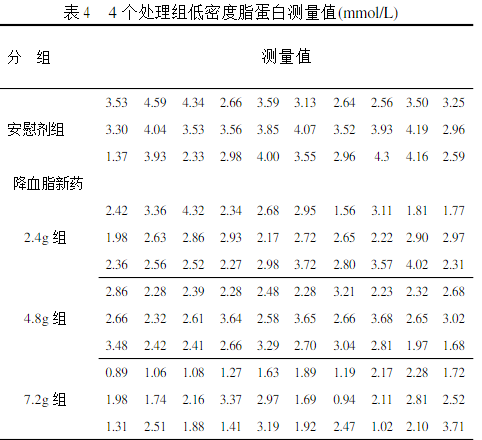 表 4 4 个处理组低密度脂蛋白测量值(mmol/L)
分 组 测量值
3.53 4.59 4.34 2.66 3.59 3.13 2.64 2.56 3.50 3.25
安慰剂组 3.30 4.04 3.53 3.56 3.85 4.07 3.52 3.93 4.19 2.96
1.37 3.93 2.33 2.98 4.00 3.55 2.96 4.3 4.16 2.59
降血脂新药
2.42 3.36 4.32 2.34 2.68 2.95 1.56 3.11 1.81 1.77
2.4g 组 1.98 2.63 2.86 2.93 2.17 2.72 2.65 2.22 2.90 2.97
2.36 2.56 2.52 2.27 2.98 3.72 2.80 3.57 4.02 2.31
2.86 2.28 2.39 2.28 2.48 2.28 3.21 2.23 2.32 2.68
4.8g 组 2.66 2.32 2.61 3.64 2.58 3.65 2.66 3.68 2.65 3.02
3.48 2.42 2.41 2.66 3.29 2.70 3.04 2.81 1.97 1.68
0.89 1.06 1.08 1.27 1.63 1.89 1.19 2.17 2.28 1.72
7.2g 组 1.98 1.74 2.16 3.37 2.97 1.69 0.94 2.11 2.81 2.52
1.31 2.51 1.88 1.41 3.19 1.92 2.47 1.02 2.10 3.71